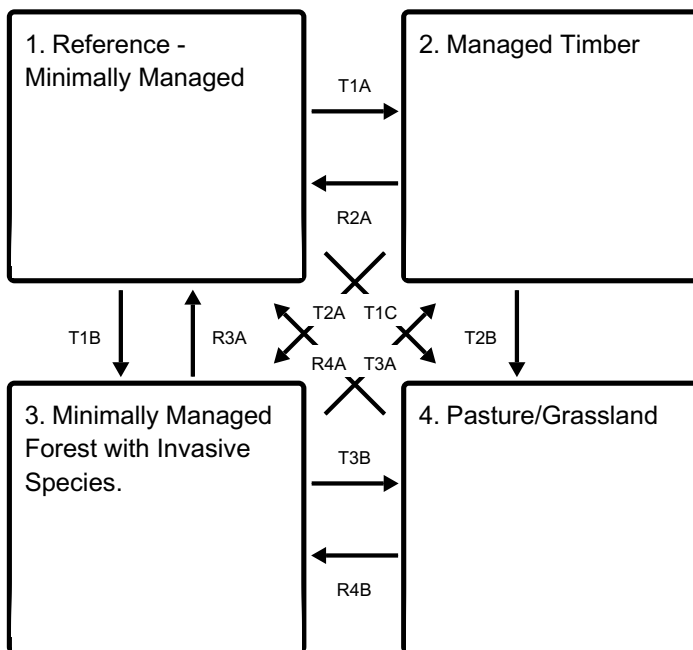 1. Reference -
Minimally Managed
2. Managed Timber
T1A
R2A
T1B
R3A
T2A
T1C
T2B
R4A
T3A
3. Minimally Managed
Forest with Invasive
Species.
4. Pasture/Grassland
T3B
R4B